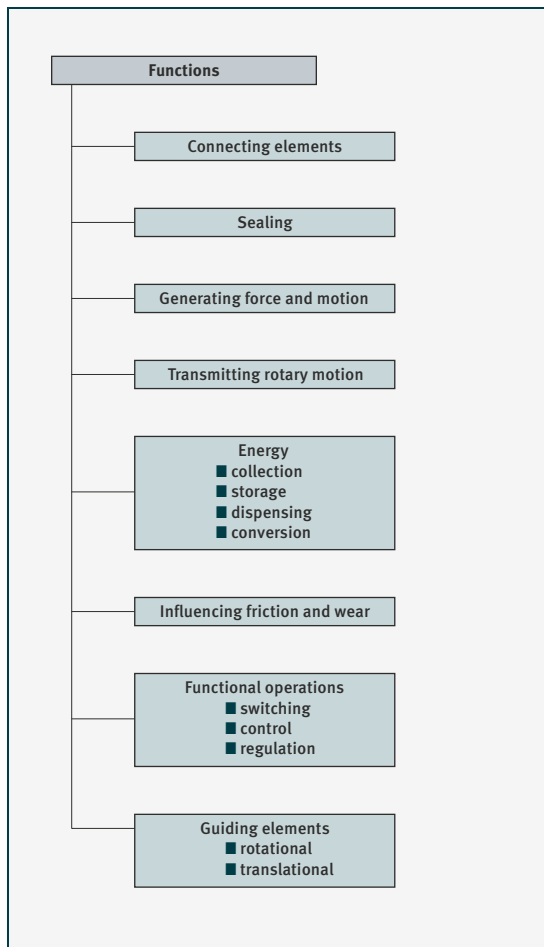 Functions
Connecting elements
Sealing
Generating force and motion
Transmitting rotary motion
Energy
■ collection
■ storage
■ dispensing
■ conversion
Influencing friction and wear
Functional operations
■ switching
■ control
■ regulation
Guiding elements
■ rotational
■ translational